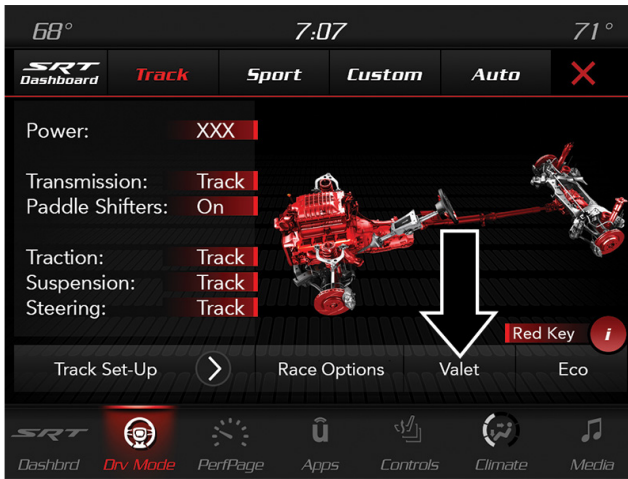 68° 7:07 71°
SRT Dashboard Track Sport Custom Auto X
Power: XXX
Transmission: Track
Paddle Shifters: On
Traction: Track
Suspension: Track
Steering: Track
Red Key i
Track Set-Up Race Options Valet Eco
SRT û
Dashbrd Drv Mode PerfPage Apps Controls Climate Media